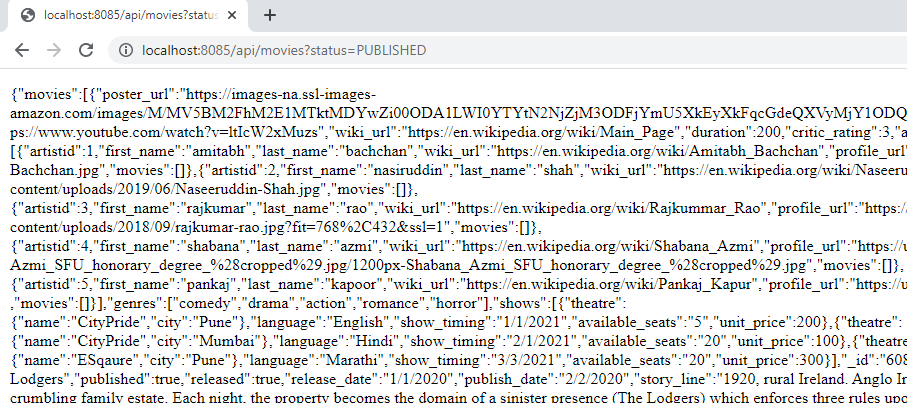 localhost:8085/api/movies?status
localhost:8085/api/movies?status=PUBLISHED
{"movies":[{"poster_url":"https://images-na.ssl-images-
amazon.com/images/M/MV5BM2FhM2E1MTktMDYwZi00ODA1LWI0YTYtN2NjZjM3ODFjYmU5XkEyXkFqcGdeQXVyMjY1ODQ
ps://www.youtube.com/watch?v=ltIcW2xMuzs","wiki_url":"https://en.wikipedia.org/wiki/Main_Page","duration":200,"critic_rating":3,"a
[{"artistid":1,"first_name":"amitabh","last_name":"bachchan","wiki_url":"https://en.wikipedia.org/wiki/Amitabh_Bachchan","profile_url"
Bachchan.jpg","movies":[]},{"artistid":2,"first_name":"nasiruddin","last_name":"shah","wiki_url":"https://en.wikipedia.org/wiki/Naseeru
content/uploads/2019/06/Naseeruddin-Shah.jpg","movies":[]},
{"artistid":3,"first_name":"rajkumar","last_name":"rao","wiki_url":"https://en.wikipedia.org/wiki/Rajkummar_Rao","profile_url":"https:/
content/uploads/2018/09/rajkumar-rao.jpg?fit=768%2C432&ssl=1","movies":[]},
{"artistid":4,"first_name":"shabana","last_name":"azmi","wiki_url":"https://en.wikipedia.org/wiki/Shabana_Azmi","profile_url":"https://u
Azmi_SFU_honorary_degree_%28cropped%29.jpg/1200px-Shabana_Azmi_SFU_honorary_degree_%28cropped%29.jpg","movies":[]},
{"artistid":5,"first_name":"pankaj","last_name":"kapoor","wiki_url":"https://en.wikipedia.org/wiki/Pankaj_Kapur","profile_url":"https://u
,"movies":[]}],"genres":["comedy","drama","action","romance","horror"],"shows":[{"theatre":
{"name":"CityPride","city":"Pune"},"language":"English","show_timing":"1/1/2021","available_seats":"5","unit_price":200},{"theatre":
{"name":"CityPride","city":"Mumbai"},"language":"Hindi","show_timing":"2/1/2021","available_seats":"20","unit_price":100},{"theatre
{"name":"ESqaure","city":"Pune"},"language":"Marathi","show_timing":"3/3/2021","available_seats":"20","unit_price":300}],"_id":"608
Lodgers","published":true,"released":true,"release_date":"1/1/2020","publish_date":"2/2/2020","story_line":"1920, rural Ireland. Anglo Ir
crumbling family estate. Each night, the property becomes the domain of a sinister presence (The Lodgers) which enforces three rules upo